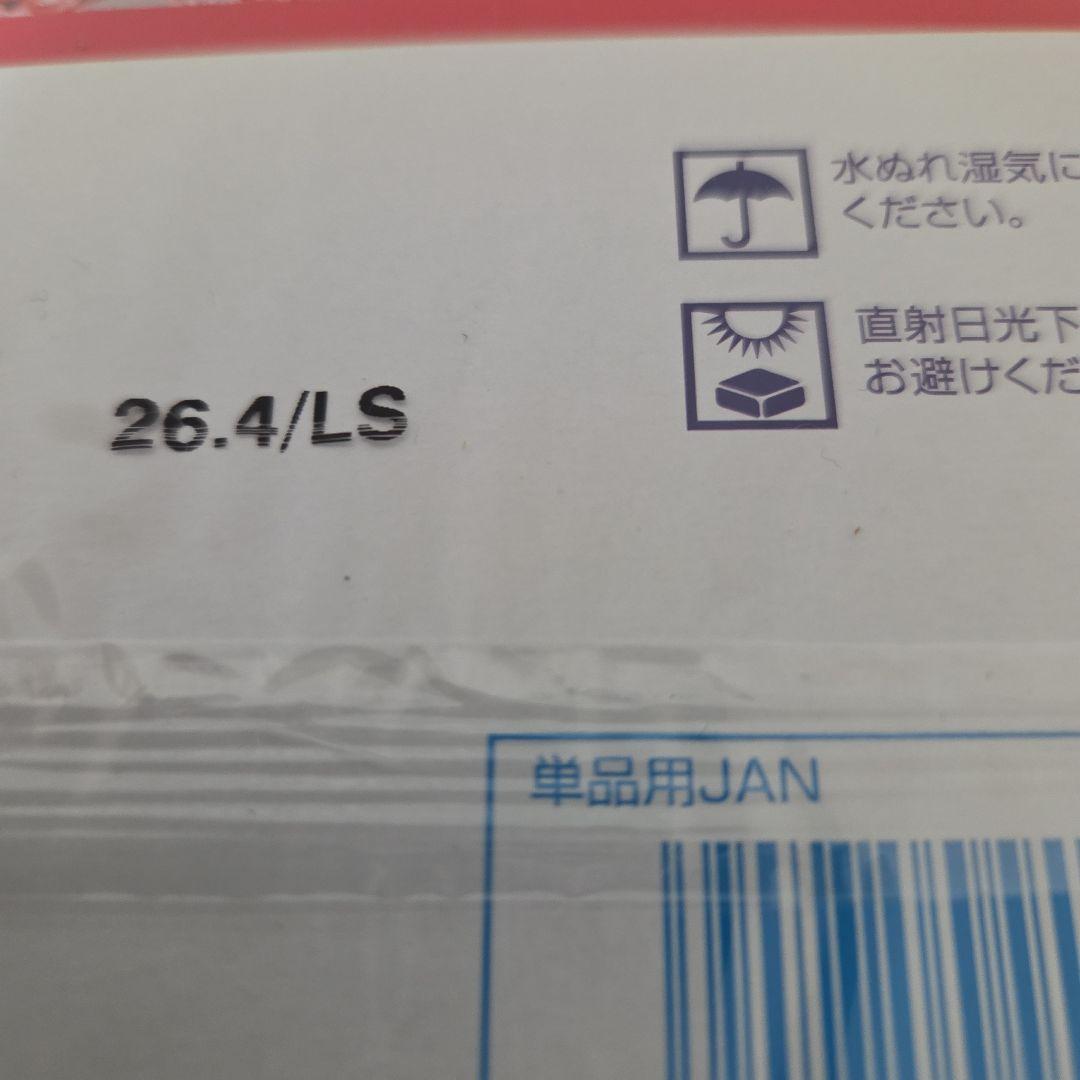 水ぬれ湿気に
ください。
直射日光下
お避けくだ
26.4/LS
単品用JAN